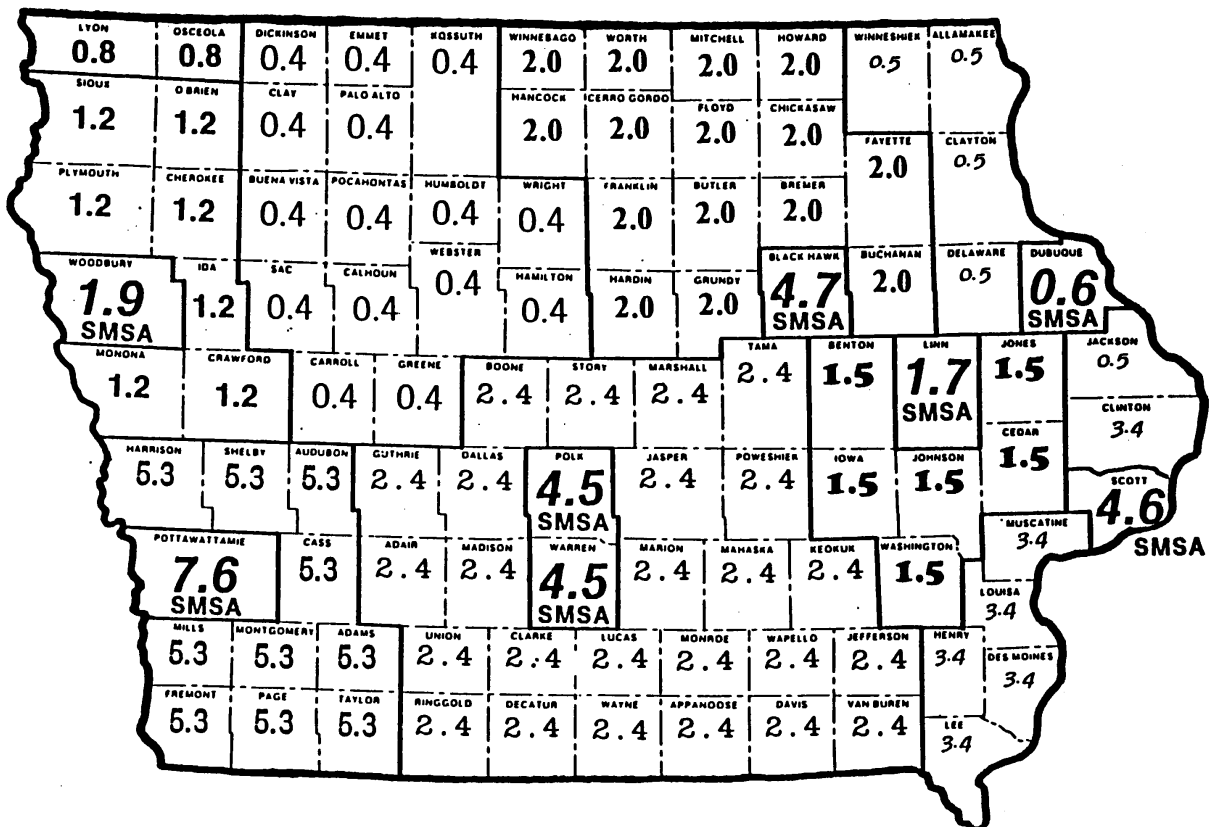 LYON OSCEOLA DICKINSON EMMET KOSSUTH WINNEBAGO WORTH MITCHELL HOWARD WINNESHIEK ALLAMAKEE
0.8 0.8 0.4 0.4 0.4 2.0 2.0 2.0 2.0 0.5 0.5
SIOUX O BRIEN CLAY PALO ALTO HANCOCK CERRO GORDO FLOYD CHICKASAW
1.2 1.2 0.4 0.4 2.0 2.0 2.0 2.0
FAYETTE CLAYTON
2.0 0.5
PLYMOUTH CHEROKEE BUENA VISTA POCAHONTAS HUMBOLDT WRIGHT FRANKLIN BUTLER BREMER
1.2 1.2 0.4 0.4 0.4 0.4 2.0 2.0 2.0
WOODBURY IDA SAC CALHOUN WEBSTER HAMILTON HARDIN GRUNDY BLACK HAWK BUCHANAN DELAWARE DUBUQUE
1.9 1.2 0.4 0.4 0.4 0.4 2.0 2.0 4.7 2.0 0.5 0.6
SMSA SMSA SMSA
MONONA CRAWFORD CARROLL GREENE BOONE STORY MARSHALL TAMA BENTON LINN JONES JACKSON
1.2 1.2 0.4 0.4 2.4 2.4 2.4 2.4 1.5 1.7 1.5 0.5
SMSA
CLINTON
3.4
HARRISON SHELBY AUDUBON GUTHRIE DALLAS POLK JASPER POWESHIEK IOWA JOHNSON CEDAR SCOTT
5.3 5.3 5.3 2.4 2.4 4.5 2.4 2.4 1.5 1.5 1.5 4.6
SMSA SMSA
POTTAWATTAMIE CASS ADAIR MADISON WARREN MARION MAHASKA KEOKUK WASHINGTON MUSCATINE
7.6 5.3 2.4 2.4 4.5 2.4 2.4 2.4 1.5 3.4
SMSA SMSA
LOUISA
3.4
MILLS MONTGOMERY ADAMS UNION CLARKE LUCAS MONROE WAPELLO JEFFERSON HENRY DES MOINES
5.3 5.3 5.3 2.4 2.4 2.4 2.4 2.4 2.4 3.4 3.4
FREMONT PAGE TAYLOR RINGGOLD DECATUR WAYNE APPANOOSE DAVIS VAN BUREN LEE
5.3 5.3 5.3 2.4 2.4 2.4 2.4 2.4 2.4 3.4